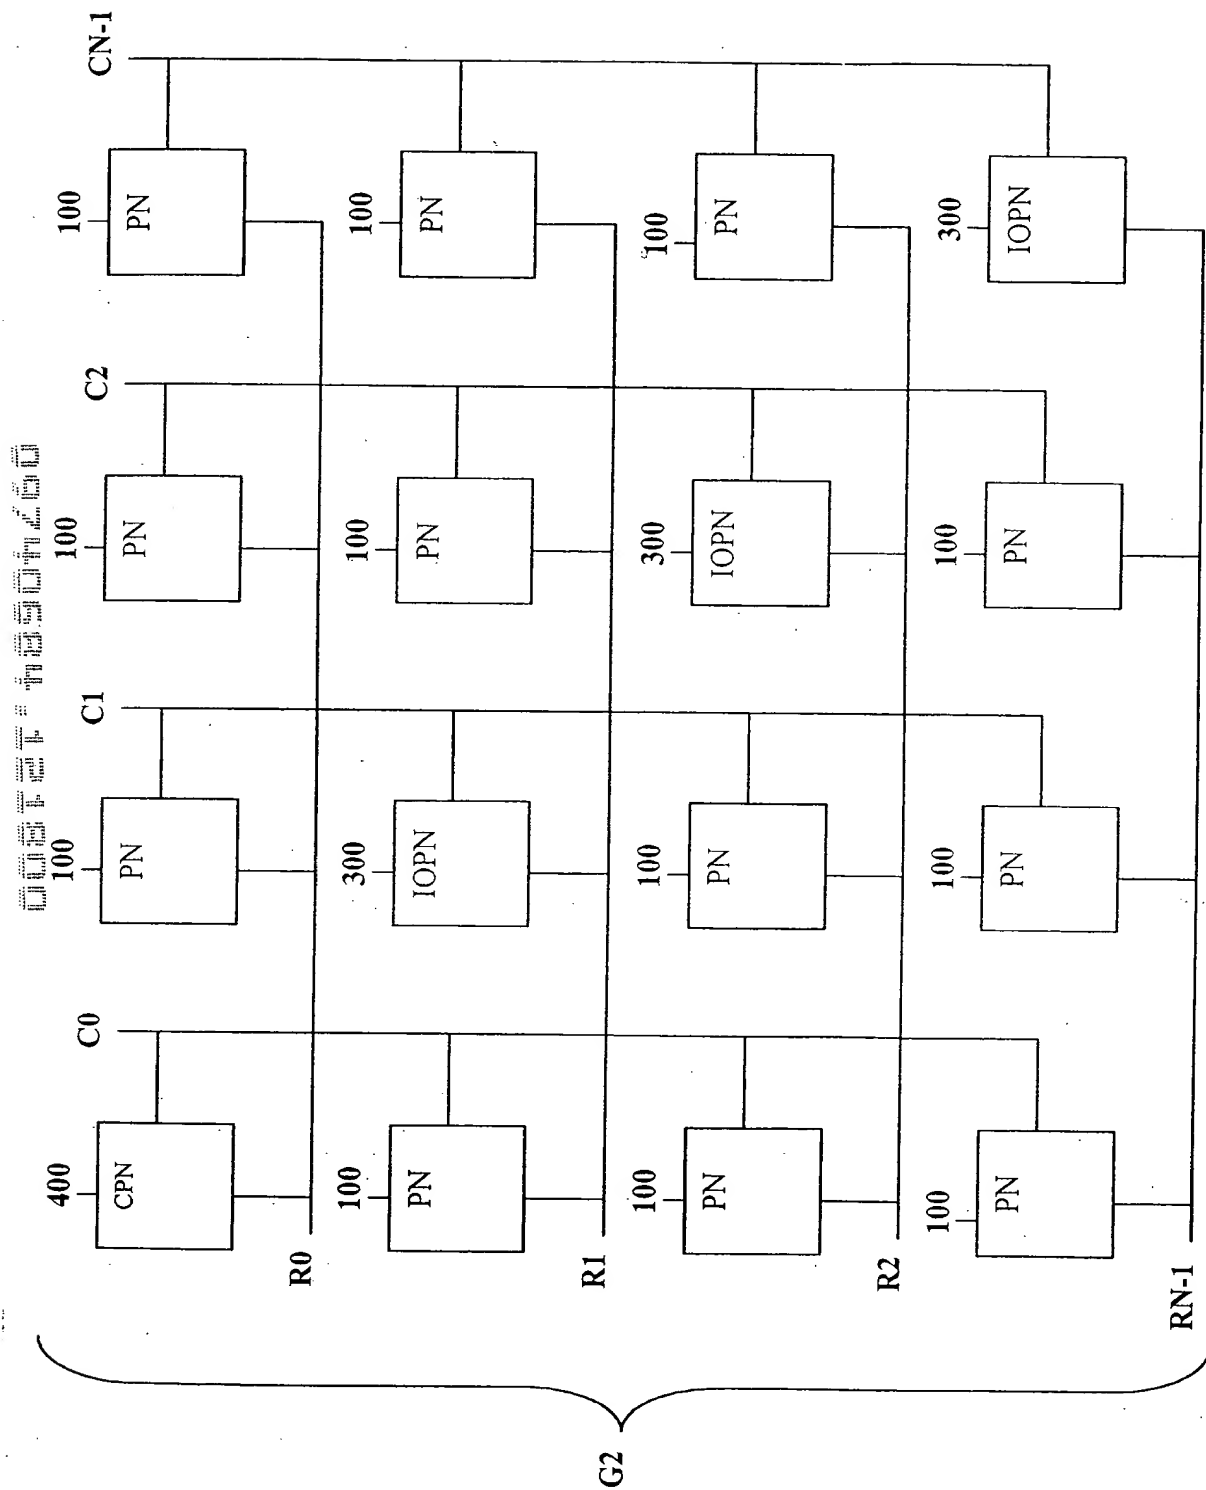 C0 C1 C2 CN-1
400 100 100 100
CPN PN PN PN
R0
100 300 100 100
PN IOPN PN PN
R1
100 100 300 100
PN PN IOPN PN
R2
100 100 100 300
PN PN PN IOPN
RN-1
G2